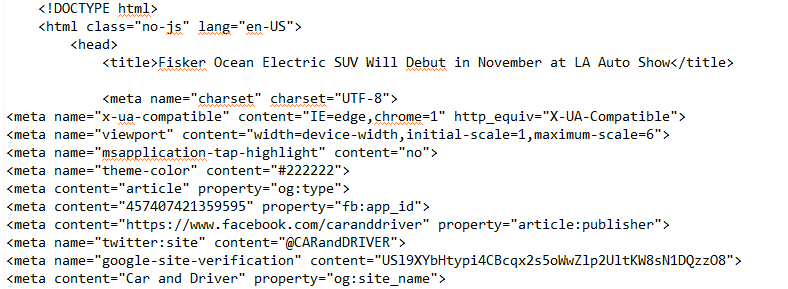 <!DOCTYPE html>
<html class="no-js" lang="en-US">
<head>
<title>Fisker Ocean Electric SUV Will Debut in November at LA Auto Show</title>
<meta name="charset" charset="UTF-8">
<meta name="x-ua-compatible" content="IE=edge,chrome=1" http_equiv="X-UA-Compatible">
<meta name="viewport" content="width=device-width,initial-scale=1,maximum-scale=6">
<meta name="msapplication-tap-highlight" content="no">
<meta name="theme-color" content="#222222">
<meta content="article" property="og:type">
<meta content="457407421359595" property="fb:app_id">
<meta content="https://www.facebook.com/caranddriver" property="article:publisher">
<meta name="twitter:site" content="@CARandDRIVER">
<meta name="google-site-verification" content="USl9XYbHtypi4CBcqx2s5oWwZlp2UltKW8sN1DQzzO8">
<meta content="Car and Driver" property="og:site_name">